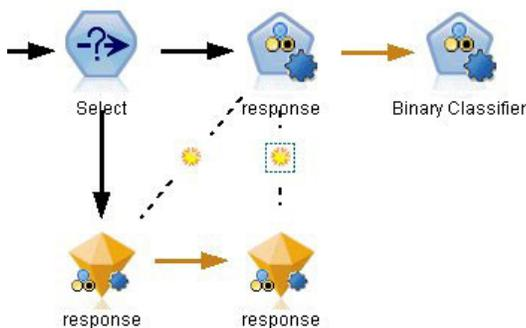 Select
response
Binary Classifier
response
response